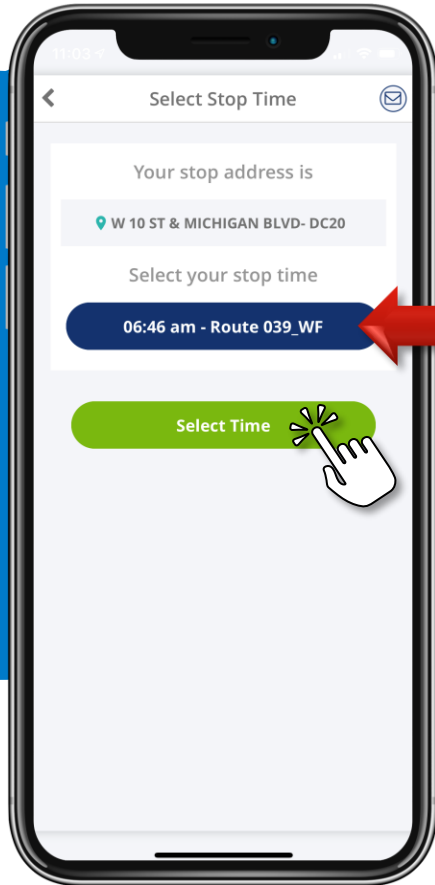 11:03
Select Stop Time
Your stop address is
W 10 ST & MICHIGAN BLVD- DC20
Select your stop time
06:46 am - Route 039_WF
Select Time